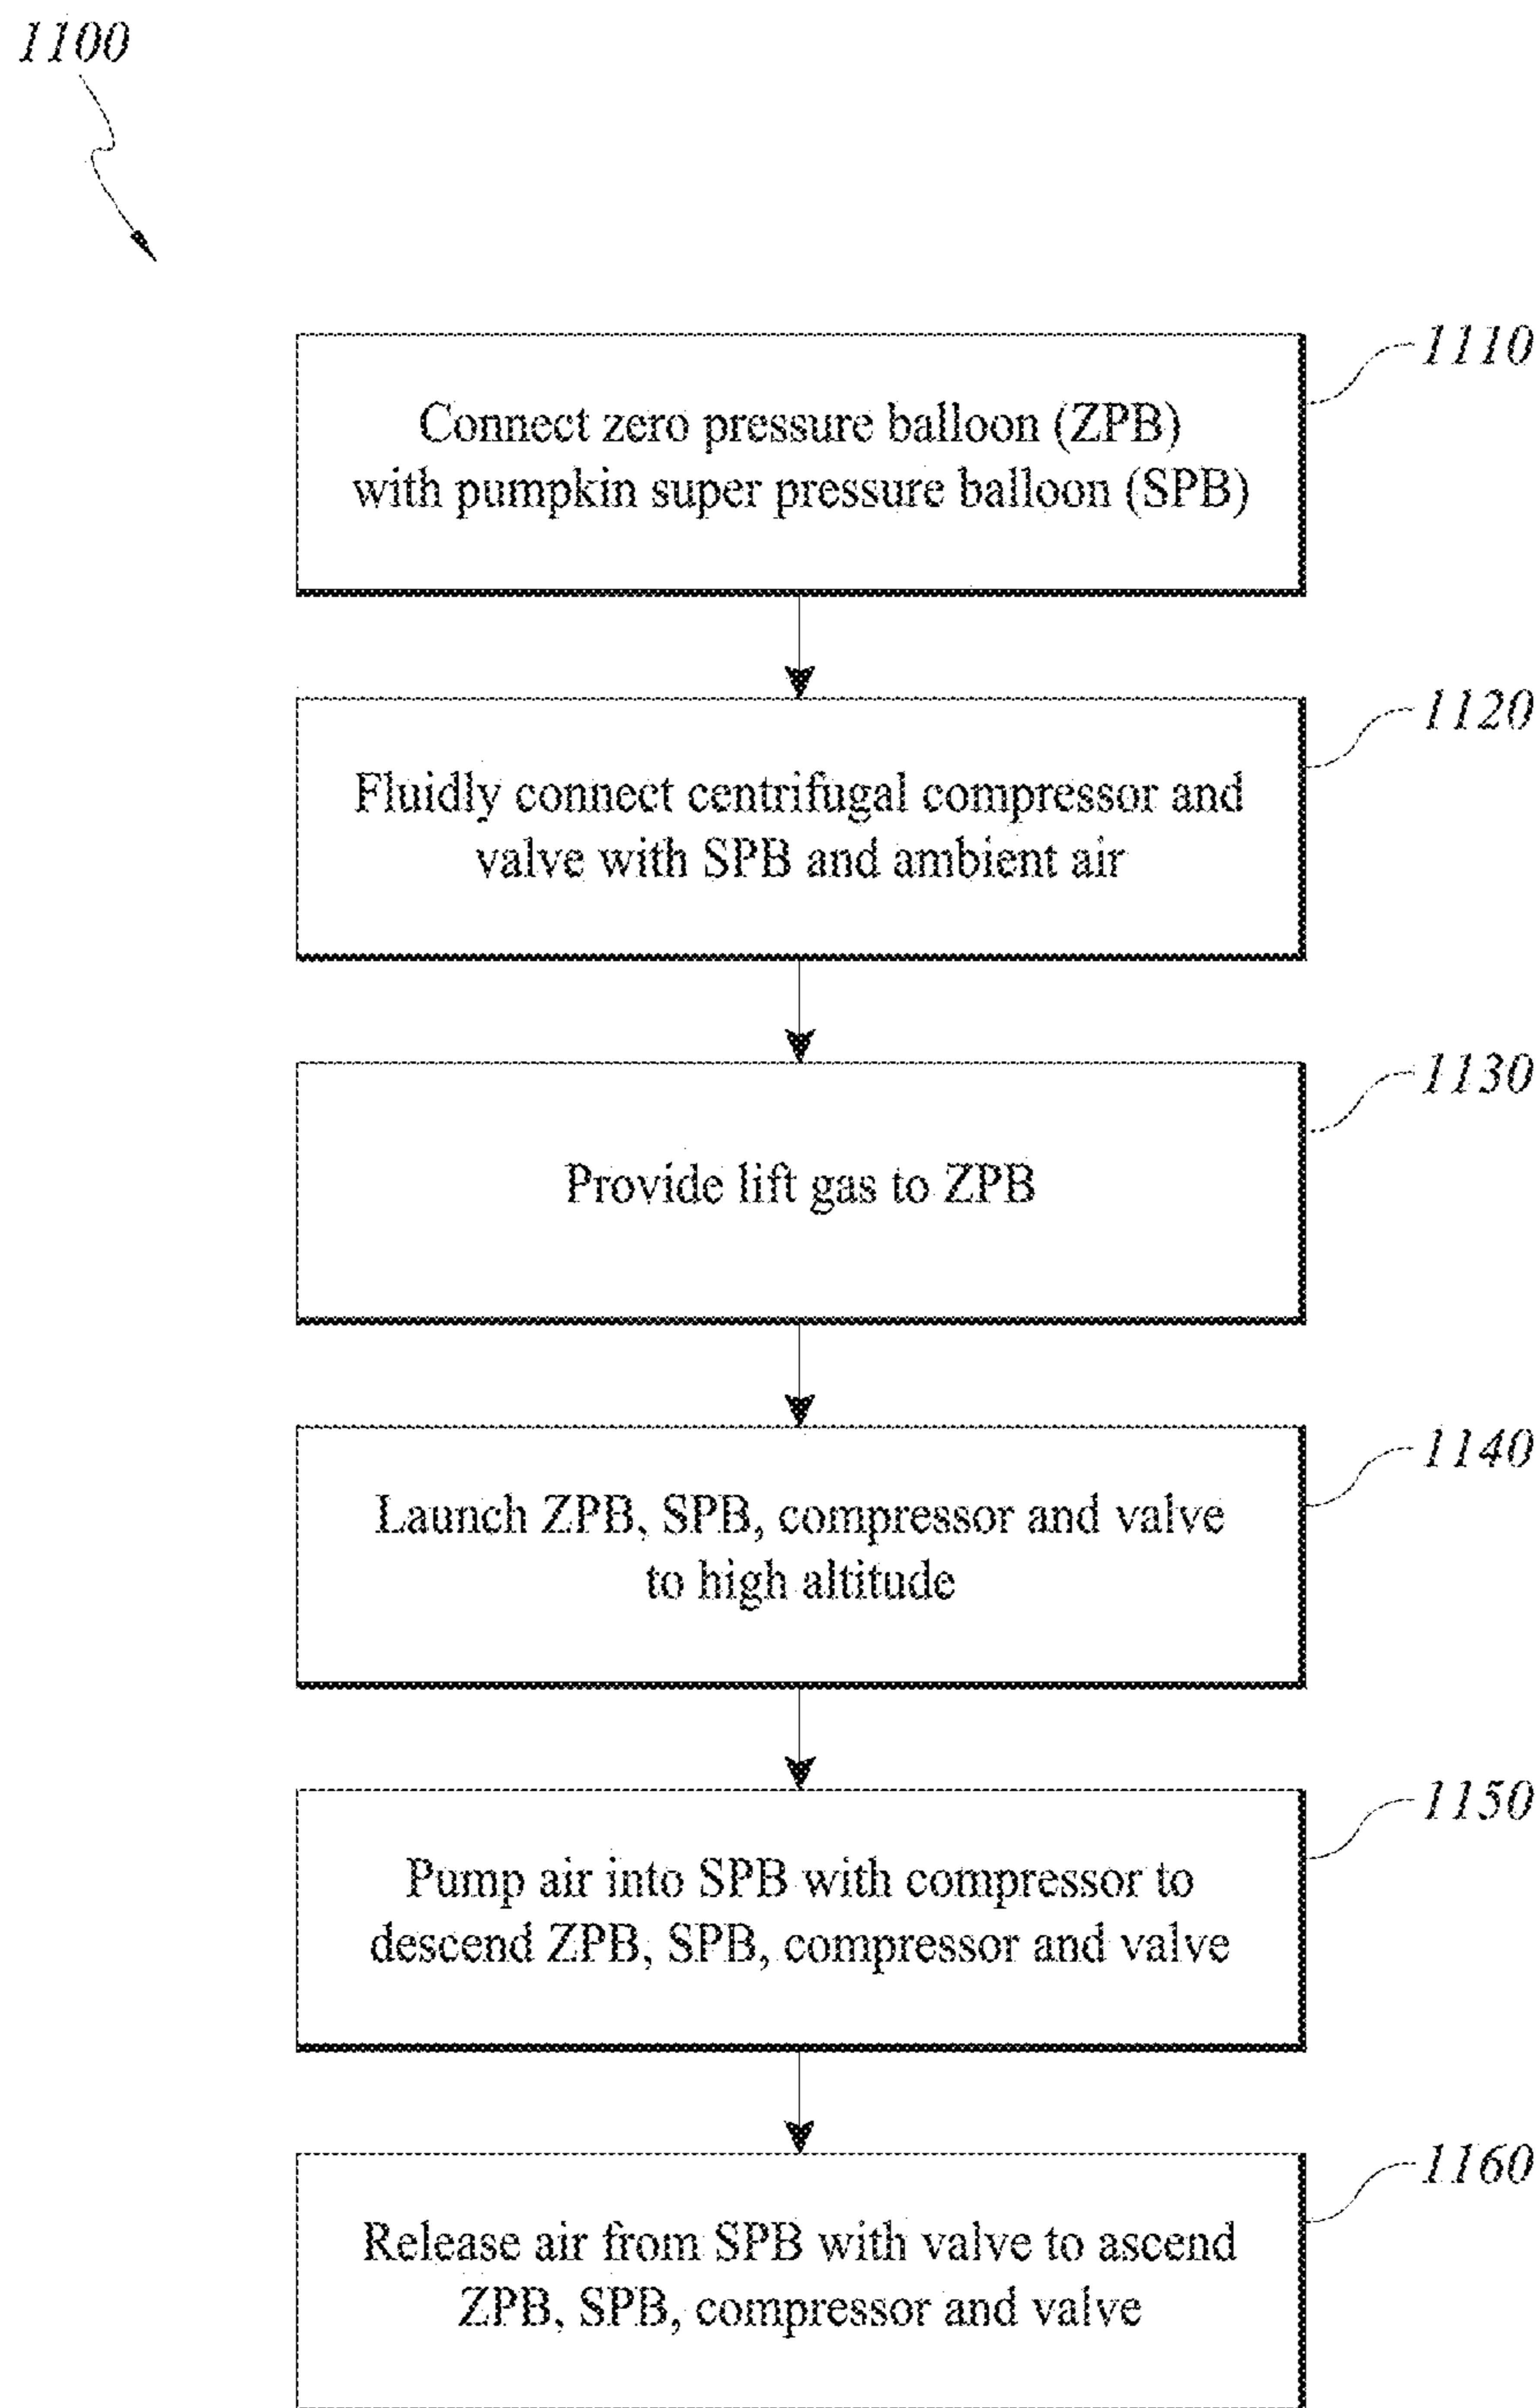 1100
1110
Connect zero pressure balloon (ZPB)
with pumpkin super pressure balloon (SPB)
1120
Fluidly connect centrifugal compressor and
valve with SPB and ambient air
1130
Provide lift gas to ZPB
1140
Launch ZPB, SPB, compressor and valve
to high altitude
1150
Pump air into SPB with compressor to
descend ZPB, SPB, compressor and valve
1160
Release air from SPB with valve to ascend
ZPB, SPB, compressor and valve